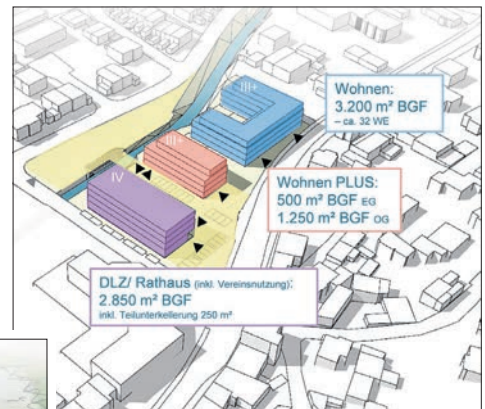 III+
Wohnen:
3.200 m² BGF
– ca. 32 WE
III+
Wohnen PLUS:
500 m² BGF EG
1.250 m² BGF OG
IV
DLZ/ Rathaus (inkl. Vereinsnutzung):
2.850 m² BGF
inkl. Teilunterkellerung 250 m²